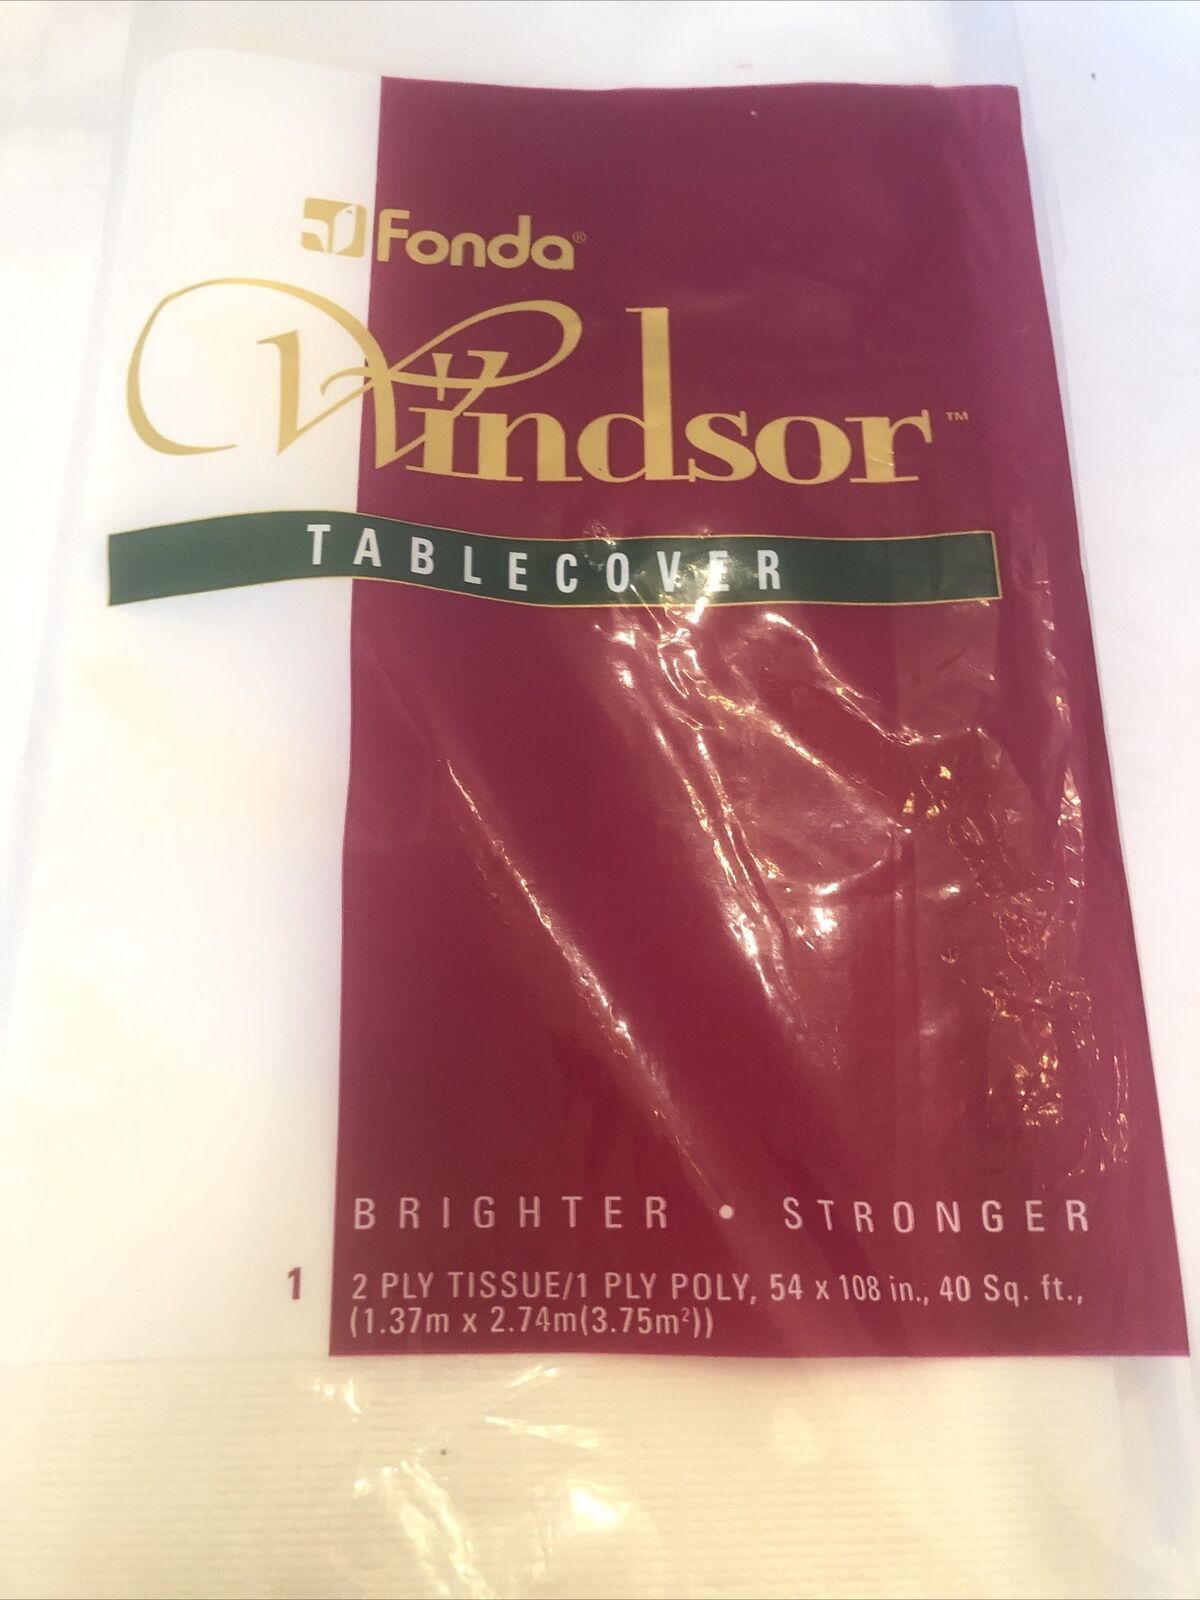 Fonda®
Windsor™
TABLECOVER
BRIGHTER • STRONGER
1 2 PLY TISSUE/1 PLY POLY, 54 x 108 in., 40 Sq. ft.,
(1.37m x 2.74m(3.75m²))